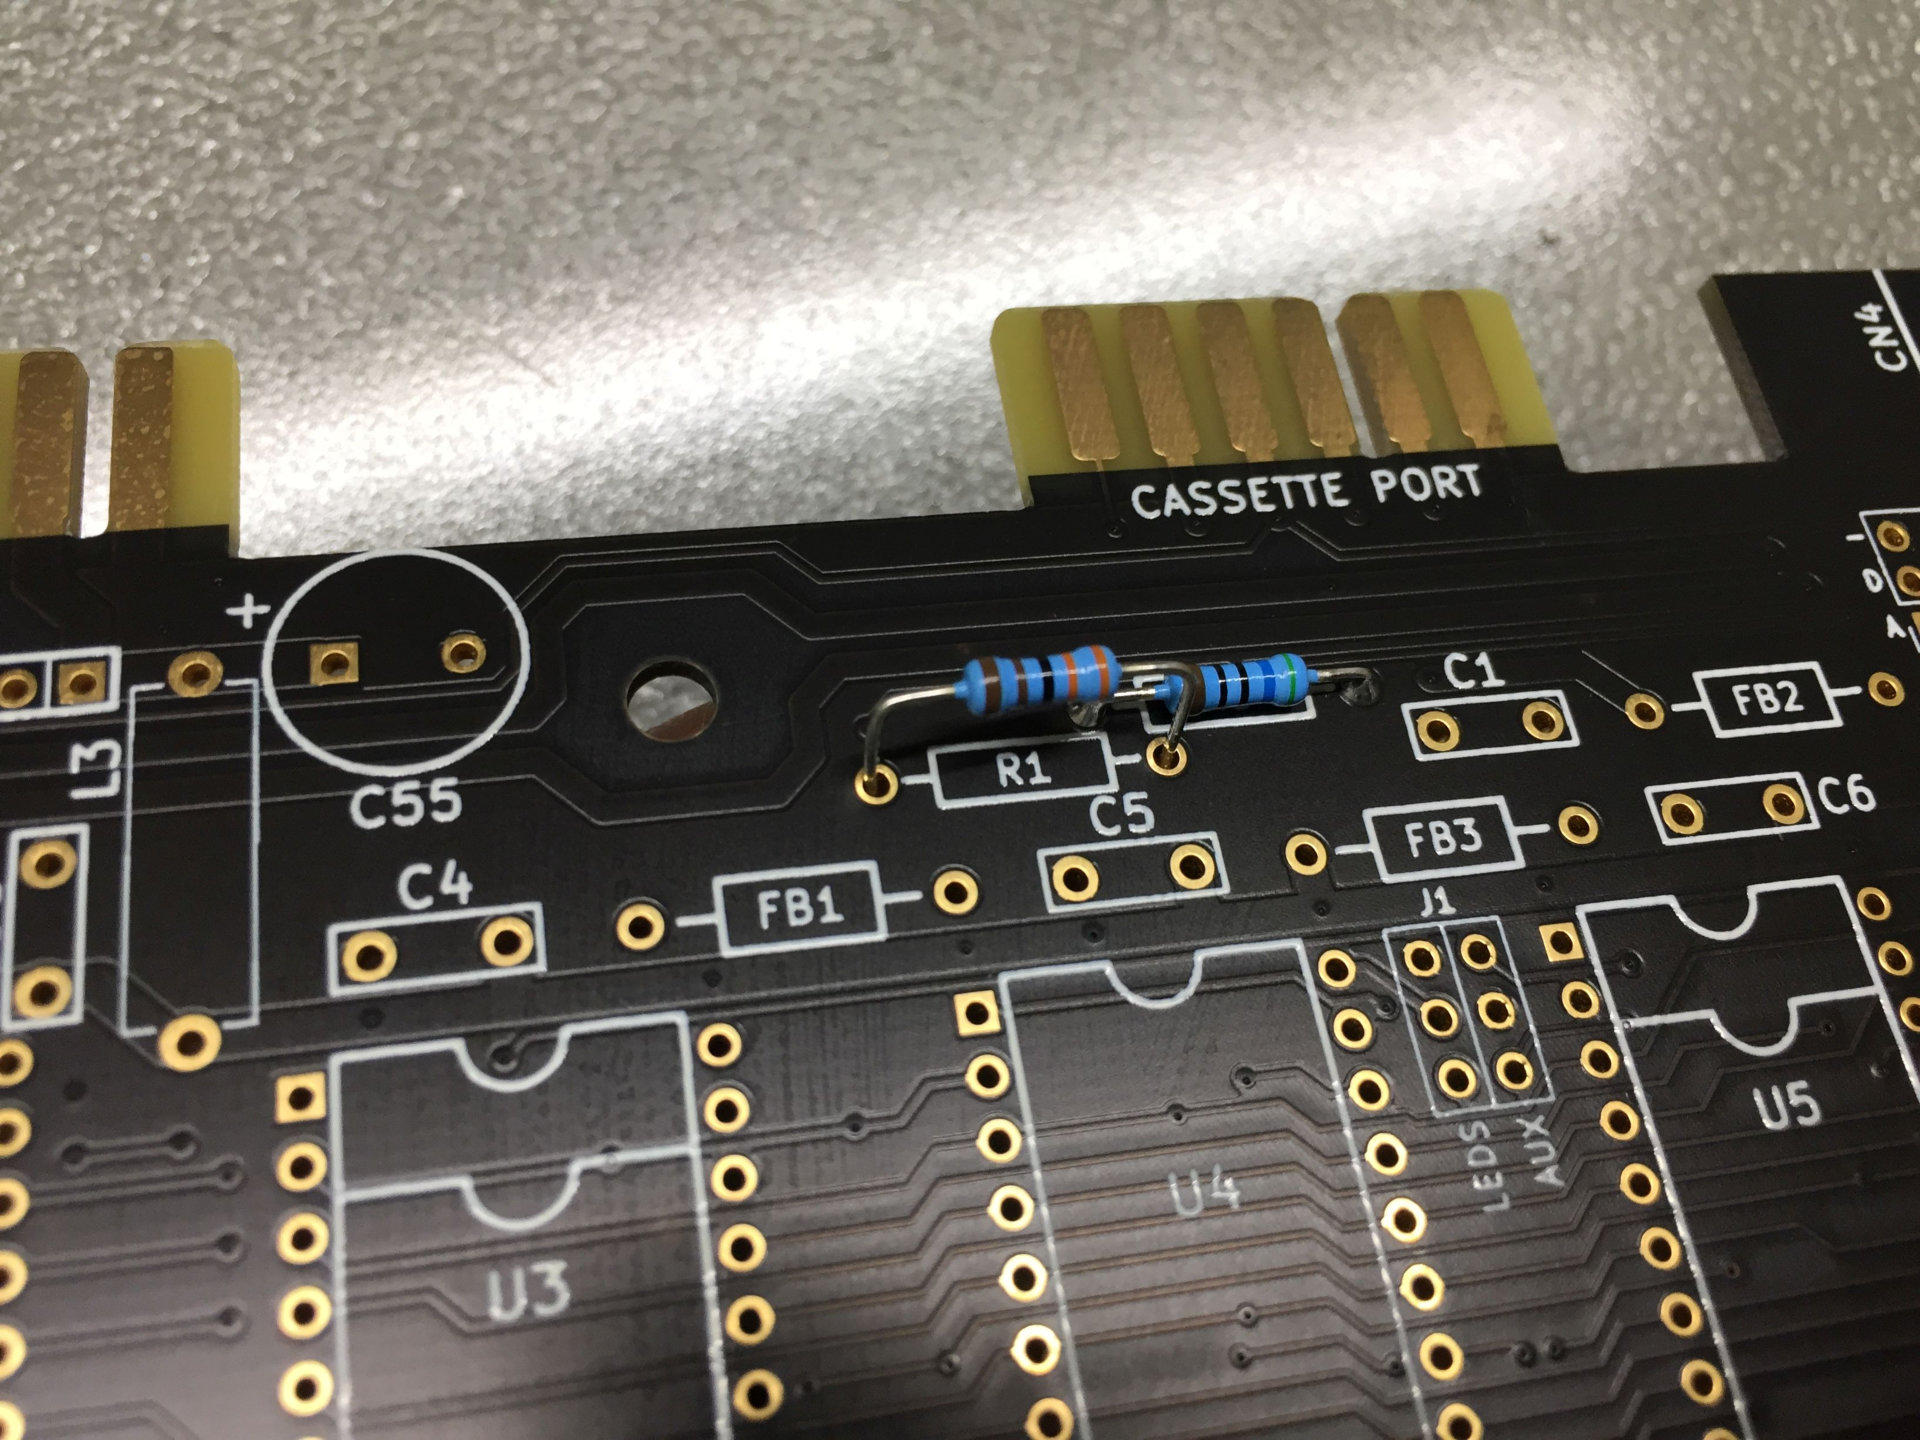 CN4
CASSETTE PORT
-
D
A
+
C1
FB2
L3
R1
C55
C5
C6
FB3
C4
FB1
J1
U5
LEDS
AUX
U4
U3